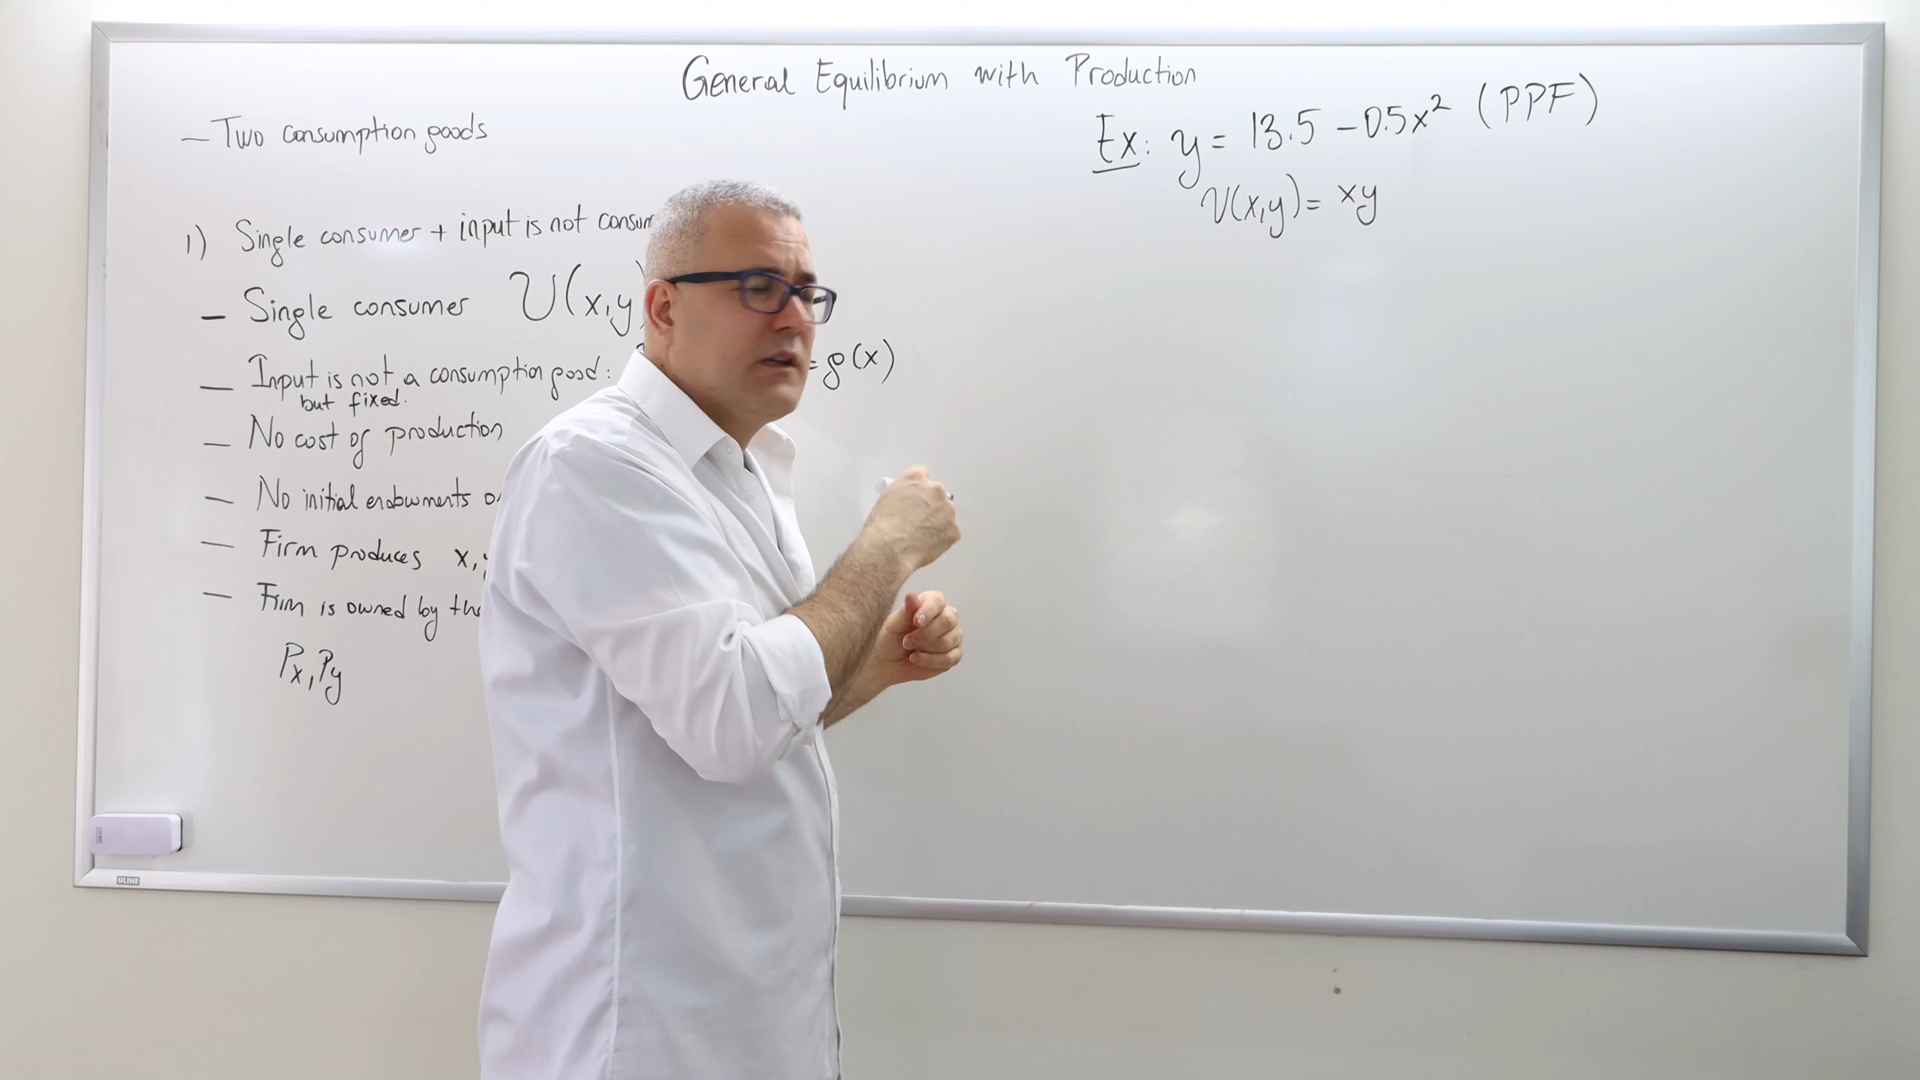 General Equilibrium with Production
— Two consumption goods
1) Single consumer + input is not
— Single consumer U(x,y
— Input is not a consumption good: =g(x)
but fixed.
— No cost of production
— No initial endowments
— Firm produces x,
— Firm is owned by the
Px, Py
Ex: y = 13.5 - 0.5x² (PPF)
U(x,y) = xy
ULINE